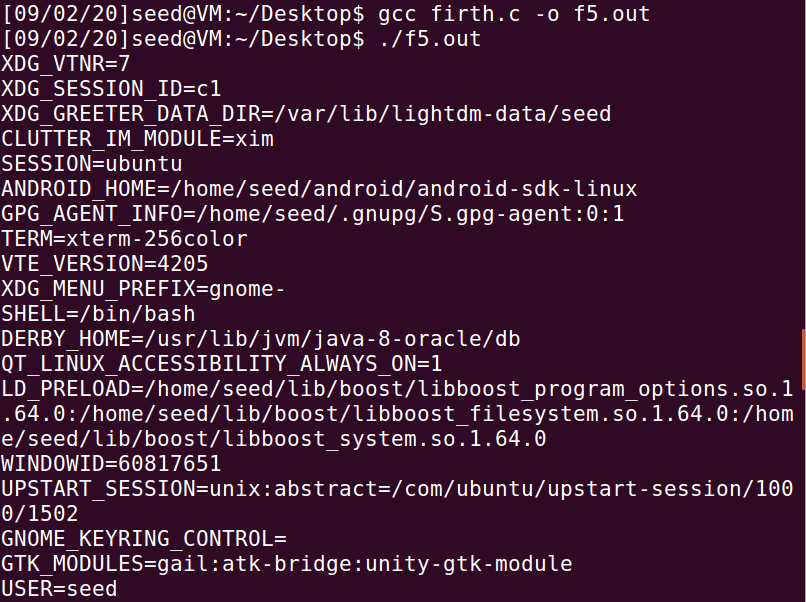 [09/02/20]seed@VM:~/Desktop$ gcc firth.c -o f5.out
[09/02/20]seed@VM:~/Desktop$ ./f5.out
XDG_VTNR=7
XDG_SESSION_ID=c1
XDG_GREETER_DATA_DIR=/var/lib/lightdm-data/seed
CLUTTER_IM_MODULE=xim
SESSION=ubuntu
ANDROID_HOME=/home/seed/android/android-sdk-linux
GPG_AGENT_INFO=/home/seed/.gnupg/S.gpg-agent:0:1
TERM=xterm-256color
VTE_VERSION=4205
XDG_MENU_PREFIX=gnome-
SHELL=/bin/bash
DERBY_HOME=/usr/lib/jvm/java-8-oracle/db
QT_LINUX_ACCESSIBILITY_ALWAYS_ON=1
LD_PRELOAD=/home/seed/lib/boost/libboost_program_options.so.1
.64.0:/home/seed/lib/boost/libboost_filesystem.so.1.64.0:/hom
e/seed/lib/boost/libboost_system.so.1.64.0
WINDOWID=60817651
UPSTART_SESSION=unix:abstract=/com/ubuntu/upstart-session/100
0/1502
GNOME_KEYRING_CONTROL=
GTK_MODULES=gail:atk-bridge:unity-gtk-module
USER=seed